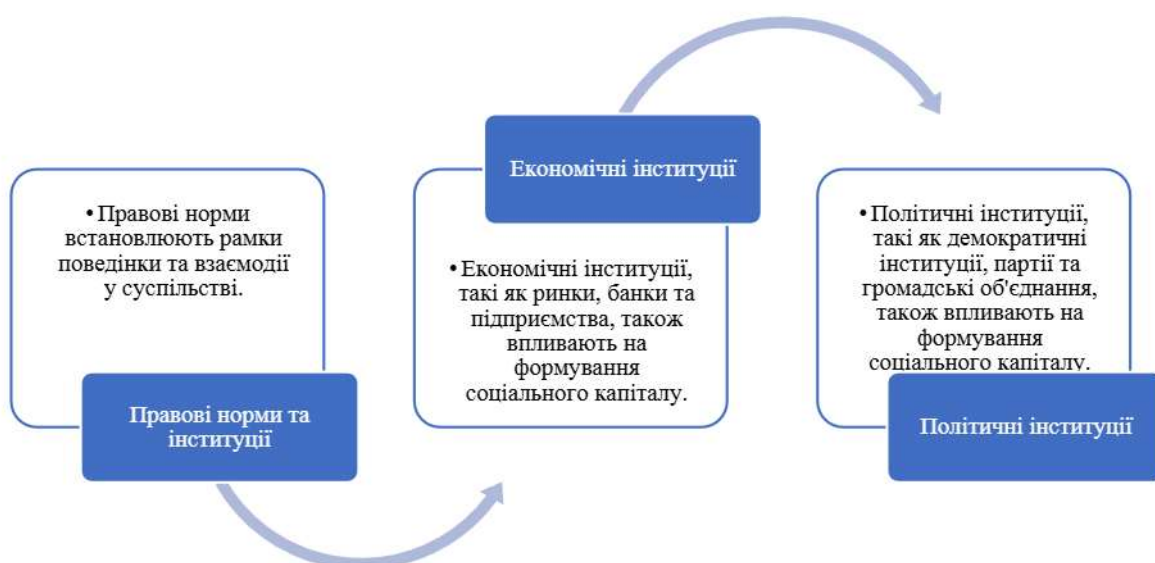 • Правові норми
встановлюють рамки
поведінки та взаємодії
у суспільстві.
Правові норми та
інституції
Економічні інституції
• Економічні інституції,
такі як ринки, банки та
підприємства, також
впливають на
формування
соціального капіталу.
• Політичні інституції,
такі як демократичні
інституції, партії та
громадські об'єднання,
також впливають на
формування
соціального капіталу.
Політичні інституції